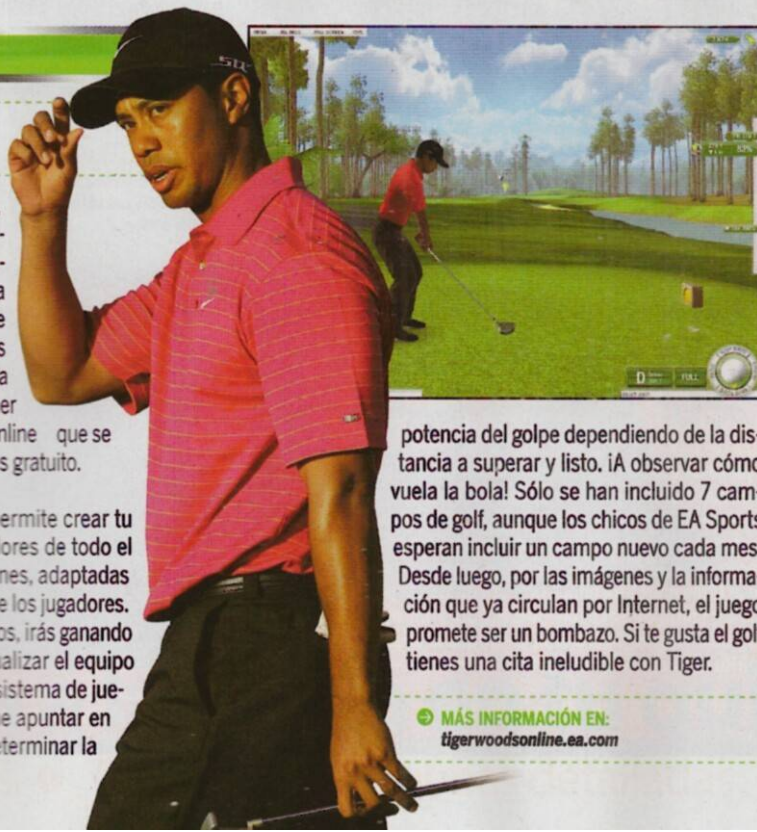 SQ
a
e
s
a
er
nline que se
s gratuito.
ermite crear tu
ores de todo el
nes, adaptadas
e los jugadores.
os, irás ganando
alizar el equipo
sistema de jue-
e apuntar en
terminar la
D
FULL
potencia del golpe dependiendo de la dis-
tancia a superar y listo. ¡A observar cómo
vuela la bola! Sólo se han incluido 7 cam-
pos de golf, aunque los chicos de EA Sports
esperan incluir un campo nuevo cada mes
Desde luego, por las imágenes y la informa
ción que ya circulan por Internet, el juego
promete ser un bombazo. Si te gusta el gol
tienes una cita ineludible con Tiger.
MÁS INFORMACIÓN EN:
tigerwoodsonline.ea.com